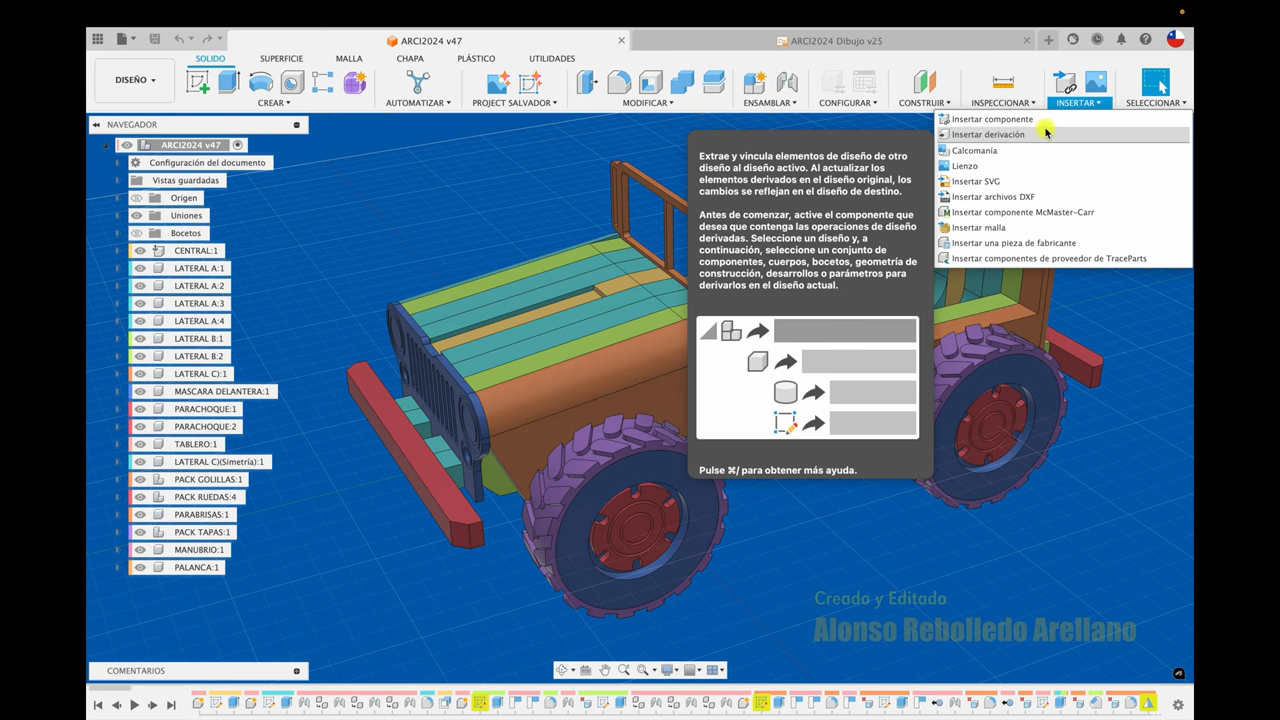 ARCI2024 v47
ARCI2024 Dibujo v25
SOLIDO
SUPERFICIE
MALLA
CHAPA
PLÁSTICO
UTILIDADES
DISEÑO
CREAR
AUTOMATIZAR
PROJECT SALVADOR
MODIFICAR
ENSAMBLAR
CONFIGURAR
CONSTRUIR
INSPECCIONAR
INSERTAR
SELECCIONAR
NAVEGADOR
ARCI2024 v47
Configuración del documento
Vistas guardadas
Origen
Uniones
Bocetos
CENTRAL:1
LATERAL A:1
LATERAL A:2
LATERAL A:3
LATERAL A:4
LATERAL B:1
LATERAL B:2
LATERAL C):1
MASCARA DELANTERA:1
PARACHOQUE:1
PARACHOQUE:2
TABLERO:1
LATERAL C)(Simetría):1
PACK GOLILLAS:1
PACK RUEDAS:4
PARABRISAS:1
PACK TAPAS:1
MANUBRIO:1
PALANCA:1
Extrae y vincula elementos de diseño de otro
diseño al diseño activo. Al actualizar los
elementos derivados en el diseño original, los
cambios se reflejan en el diseño de destino.
Antes de comenzar, active el componente que
desea que contenga las operaciones de diseño
derivadas. Seleccione un diseño y, a
continuación, seleccione un conjunto de
componentes, cuerpos, bocetos, geometría de
construcción, desarrollos o parámetros para
derivarlos en el diseño actual.
Pulse ⌘/ para obtener más ayuda.
Insertar componente
Insertar derivación
Calcomanía
Lienzo
Insertar SVG
Insertar archivos DXF
Insertar componente McMaster-Carr
Insertar malla
Insertar una pieza de fabricante
Insertar componentes de proveedor de TraceParts
Creado y Editado
Alonso Rebolledo Arellano
COMENTARIOS